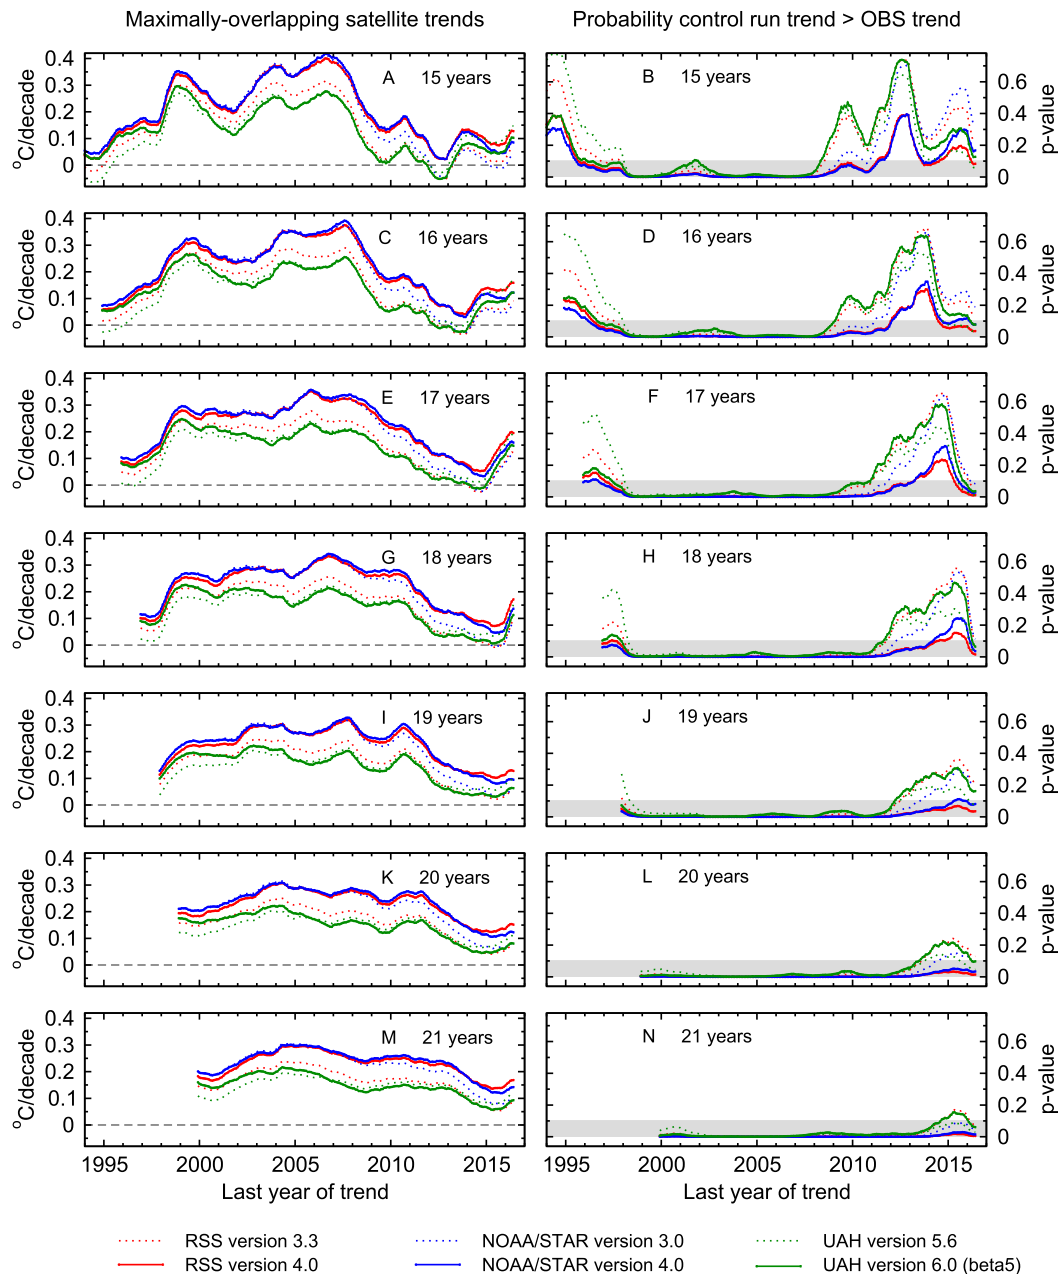 Maximally-overlapping satellite trends
Probability control run trend > OBS trend
°C/decade
0.4
0.3
0.2
0.1
0
A 15 years
B 15 years
0.6
0.4
0.2
0
p-value
°C/decade
0.4
0.3
0.2
0.1
0
C 16 years
D 16 years
0.6
0.4
0.2
0
p-value
°C/decade
0.4
0.3
0.2
0.1
0
E 17 years
F 17 years
0.6
0.4
0.2
0
p-value
°C/decade
0.4
0.3
0.2
0.1
0
G 18 years
H 18 years
0.6
0.4
0.2
0
p-value
°C/decade
0.4
0.3
0.2
0.1
0
I 19 years
J 19 years
0.6
0.4
0.2
0
p-value
°C/decade
0.4
0.3
0.2
0.1
0
K 20 years
L 20 years
0.6
0.4
0.2
0
p-value
°C/decade
0.4
0.3
0.2
0.1
0
M 21 years
N 21 years
0.6
0.4
0.2
0
p-value
1995 2000 2005 2010 2015
1995 2000 2005 2010 2015
Last year of trend
Last year of trend
RSS version 3.3
NOAA/STAR version 3.0
UAH version 5.6
RSS version 4.0
NOAA/STAR version 4.0
UAH version 6.0 (beta5)